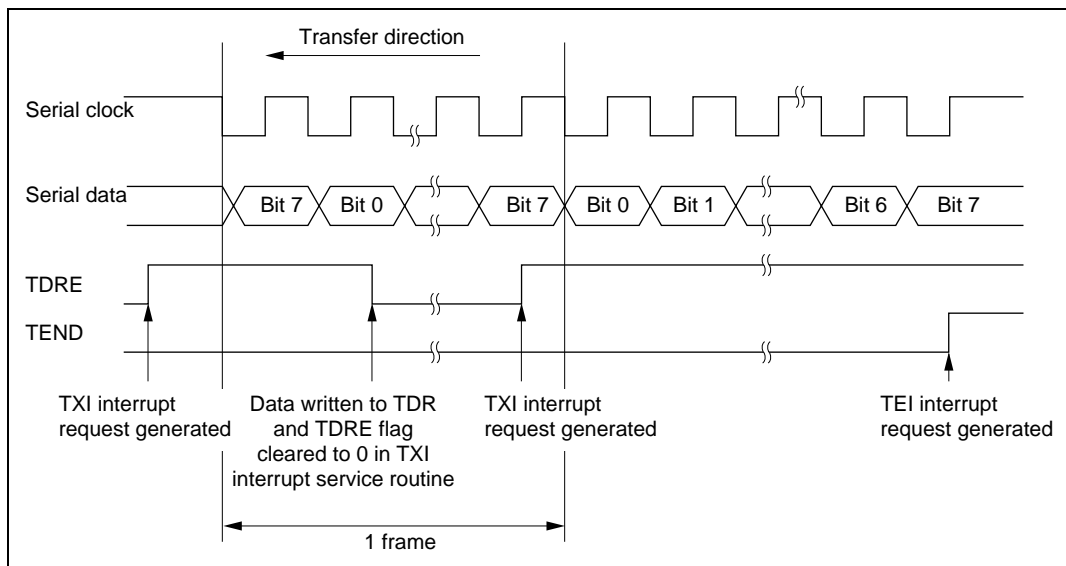 Transfer direction
Serial clock
Serial data
Bit 7
Bit 0
Bit 7
Bit 0
Bit 1
Bit 6
Bit 7
TDRE
TEND
TXI interrupt
request generated
Data written to TDR
and TDRE flag
cleared to 0 in TXI
interrupt service routine
TXI interrupt
request generated
TEI interrupt
request generated
1 frame